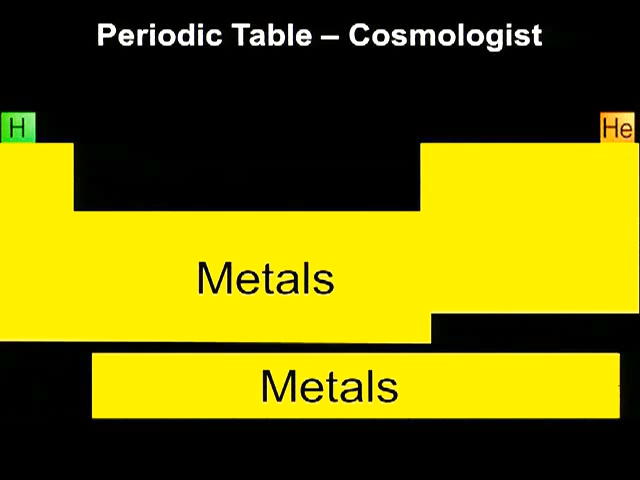 Periodic Table – Cosmologist
H
He
Metals
Metals